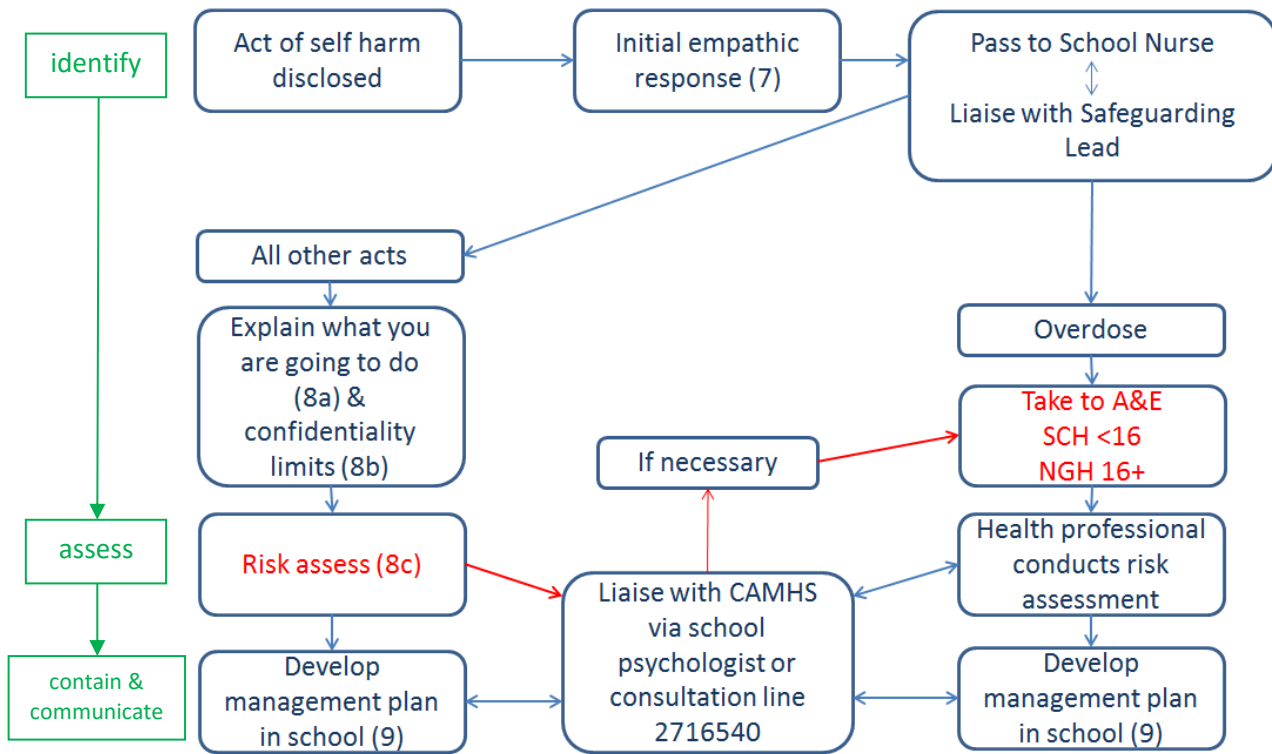 identify
Act of self harm
disclosed
Initial empathic
response (7)
Pass to School Nurse
Liaise with Safeguarding
Lead
All other acts
Overdose
Explain what you
are going to do
(8a) &
confidentiality
limits (8b)
If necessary
Take to A&E
SCH <16
NGH 16+
assess
Risk assess (8c)
Liaise with CAMHS
via school
psychologist or
consultation line
2716540
Health professional
conducts risk
assessment
contain &
communicate
Develop
management plan
in school (9)
Develop
management plan
in school (9)